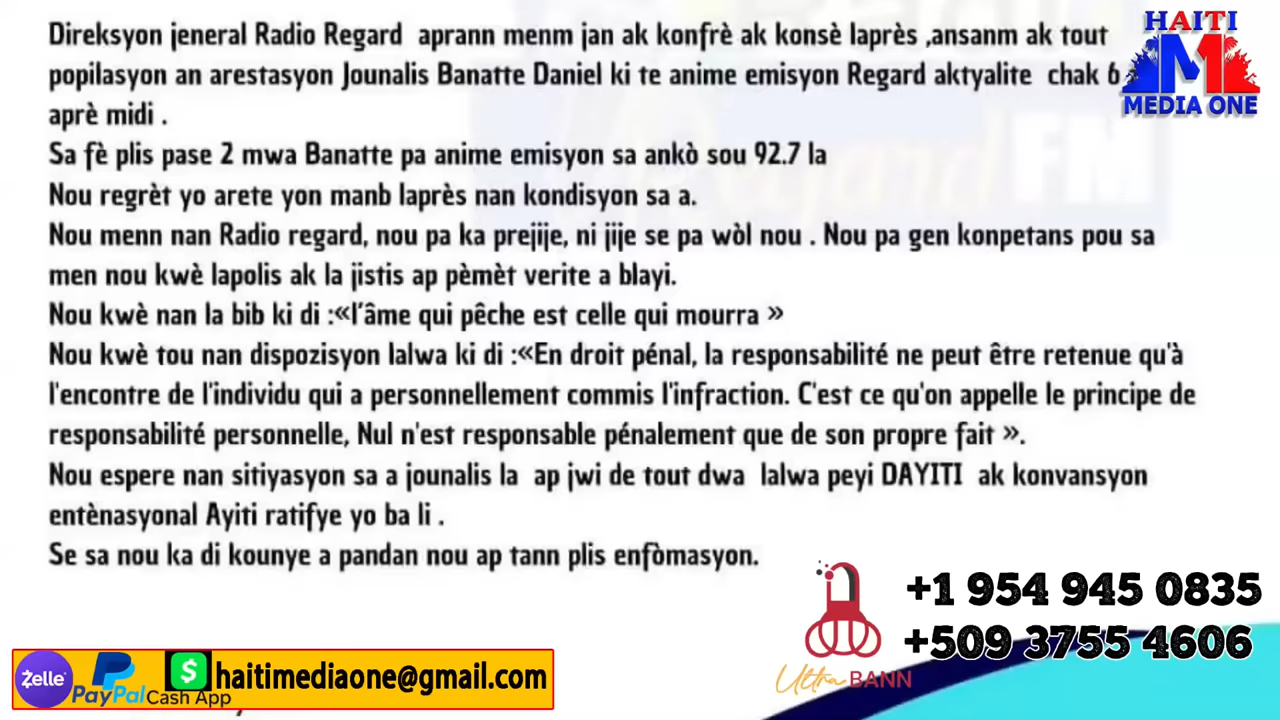 Direksyon jeneral Radio Regard aprann menm jan ak konfrè ak konsè laprès ,ansanm ak tout
popilasyon an arestasyon Jounalis Banatte Daniel ki te anime emisyon Regard aktyalite chak 6
aprè midi .
Sa fè plis pase 2 mwa Banatte pa anime emisyon sa ankò sou 92.7 la
Nou regrèt yo arete yon manb laprès nan kondisyon sa a.
Nou menn nan Radio regard, nou pa ka prejije, ni jije se pa wòl nou . Nou pa gen konpetans pou sa
men nou kwè lapolis ak la jistis ap pèmèt verite a blayi.
Nou kwè nan la bib ki di :«l'âme qui pêche est celle qui mourra »
Nou kwè tou nan dispozisyon lalwa ki di :«En droit pénal, la responsabilité ne peut être retenue qu'à
l'encontre de l'individu qui a personnellement commis l'infraction. C'est ce qu'on appelle le principe de
responsabilité personnelle, Nul n'est responsable pénalement que de son propre fait ».
Nou espere nan sitiyasyon sa a jounalis la ap jwi de tout dwa lalwa peyi DAYITI ak konvansyon
entènasyonal Ayiti ratifye yo ba li .
Se sa nou ka di kounye a pandan nou ap tann plis enfòmasyon.
HAITI
M
MEDIA ONE
FM
+1 954 945 0835
+509 3755 4606
Ultra BANN
Zelle
PayPal
$
Cash App
haitimediaone@gmail.com